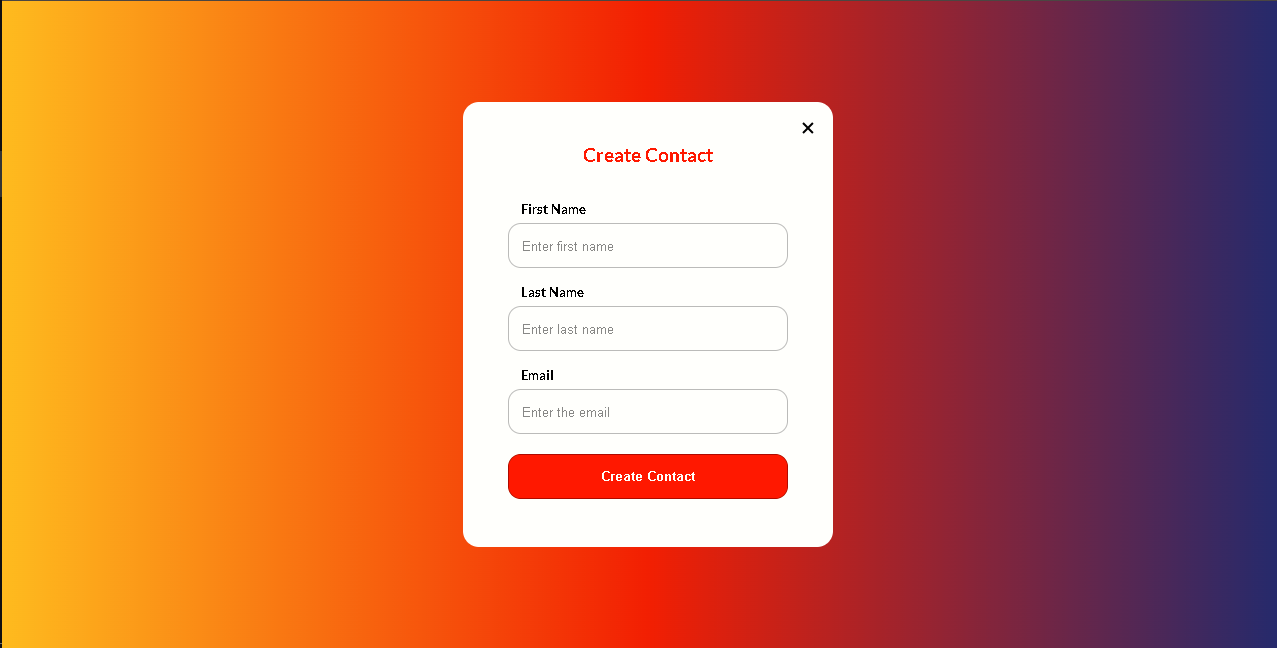 Create Contact
First Name
Enter first name
Last Name
Enter last name
Email
Enter the email
Create Contact